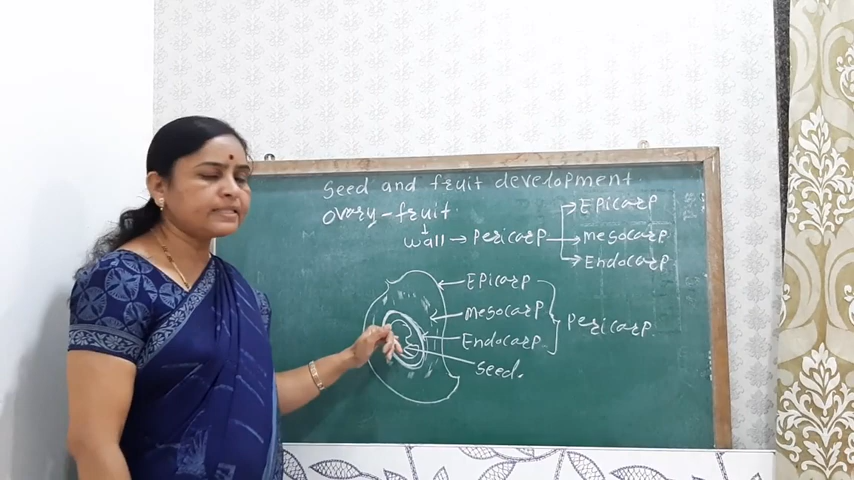 Seed and fruit development
Ovary - fruit
↓
wall → Pericarp → Epicarp
→ Mesocarp
→ Endocarp
Epicarp
Mesocarp
Endocarp
Pericarp
Seed.